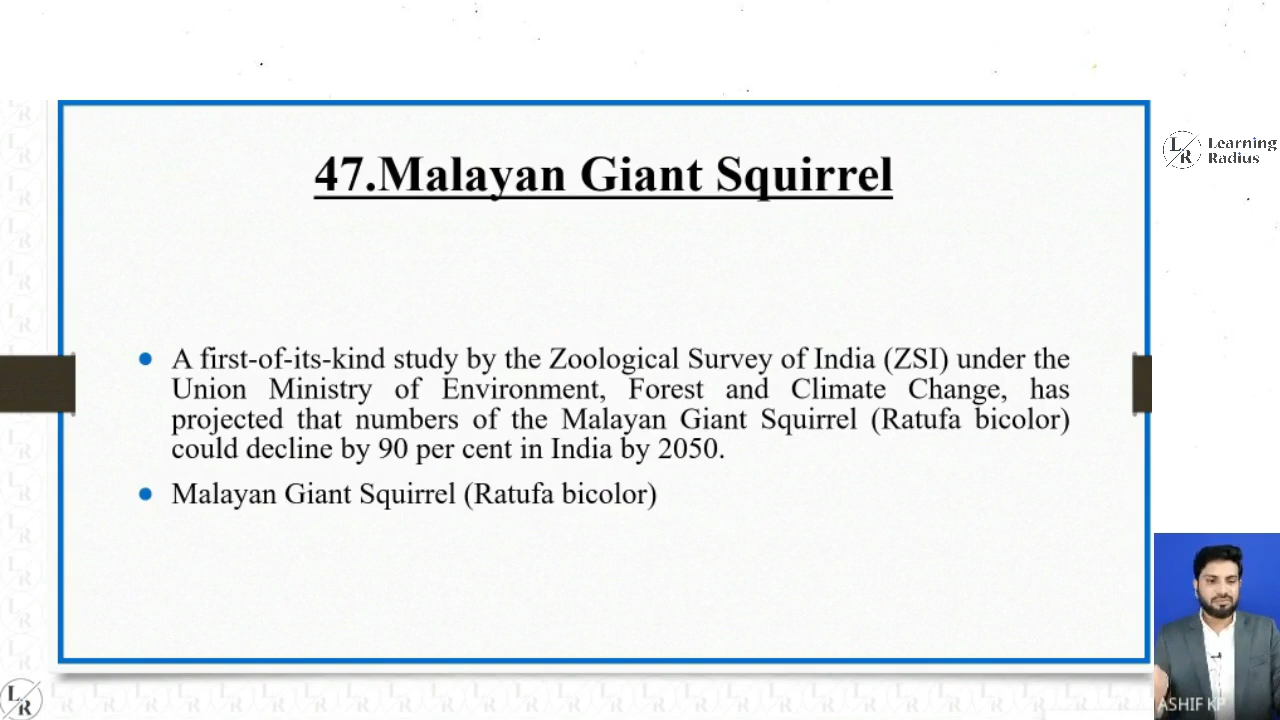 47.Malayan Giant Squirrel
L
R
Learning
Radius
A first-of-its-kind study by the Zoological Survey of India (ZSI) under the
Union Ministry of Environment, Forest and Climate Change, has
projected that numbers of the Malayan Giant Squirrel (Ratufa bicolor)
could decline by 90 per cent in India by 2050.
Malayan Giant Squirrel (Ratufa bicolor)
L
R
ASHIF KP